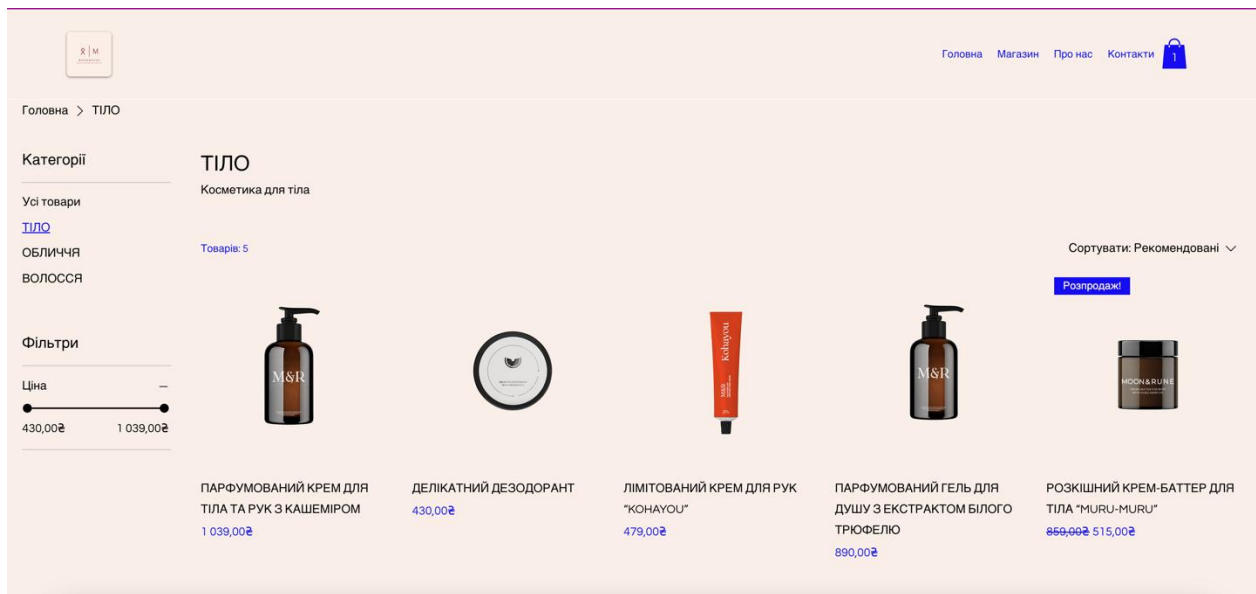 R | M
Головна Магазин Про нас Контакти 1
Головна > ТІЛО
Категорії
Усі товари
ТІЛО
ОБЛИЧЧЯ
ВОЛОССЯ
Фільтри
Ціна
430,00₴ 1 039,00₴
ТІЛО
Косметика для тіла
Товарів: 5
Сортувати: Рекомендовані
Розпродаж!
M&R
Kohayou
M&R
M&R
MOON&RUNE
ПАРФУМОВАНИЙ КРЕМ ДЛЯ
ТІЛА ТА РУК З КАШЕМІРОМ
1 039,00₴
ДЕЛІКАТНИЙ ДЕЗОДОРАНТ
430,00₴
ЛІМІТОВАНИЙ КРЕМ ДЛЯ РУК
“KOHAYOU”
479,00₴
ПАРФУМОВАНИЙ ГЕЛЬ ДЛЯ
ДУШУ З ЕКСТРАКТОМ БІЛОГО
ТРЮФЕЛЮ
890,00₴
РОЗКІШНИЙ КРЕМ-БАТТЕР ДЛЯ
ТІЛА “MURU-MURU”
859,00₴ 515,00₴